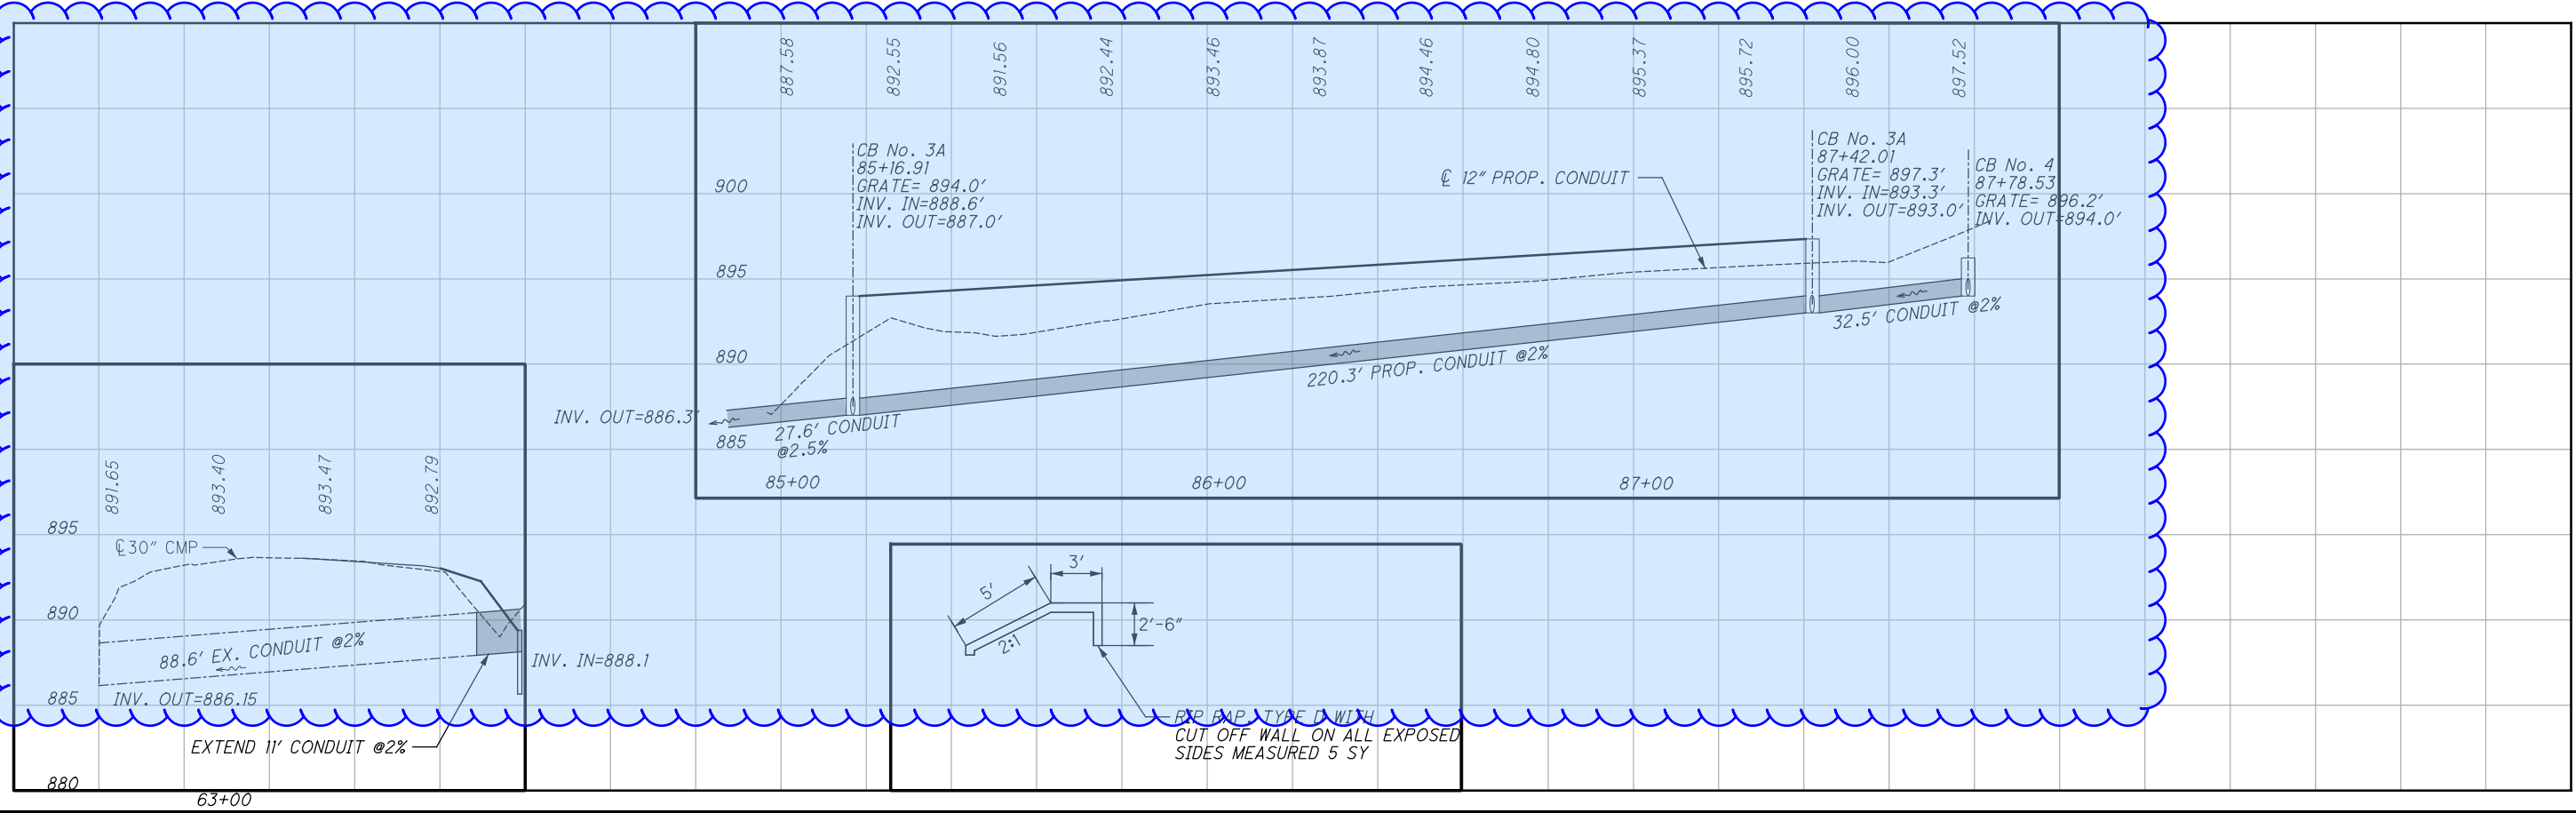 887.58
892.55
891.56
892.44
893.46
893.87
894.46
894.80
895.37
895.72
896.00
897.52
CB No. 3A
85+16.91
GRATE= 894.0'
INV. IN=888.6'
INV. OUT=887.0'
℄ 12" PROP. CONDUIT
CB No. 3A
87+42.01
GRATE= 897.3'
INV. IN=893.3'
INV. OUT=893.0'
CB No. 4
87+78.53
GRATE= 896.2'
INV. OUT=894.0'
900
895
890
885
32.5' CONDUIT @2%
220.3' PROP. CONDUIT @2%
INV. OUT=886.3'
27.6' CONDUIT
@2.5%
85+00
86+00
87+00
891.65
893.40
893.47
892.79
895
℄30" CMP
890
88.6' EX. CONDUIT @2%
INV. IN=888.1
885
INV. OUT=886.15
EXTEND 11' CONDUIT @2%
880
63+00
5'
3'
2'-6"
2:1
RIP RAP, TYPE D WITH
CUT OFF WALL ON ALL EXPOSED
SIDES MEASURED 5 SY